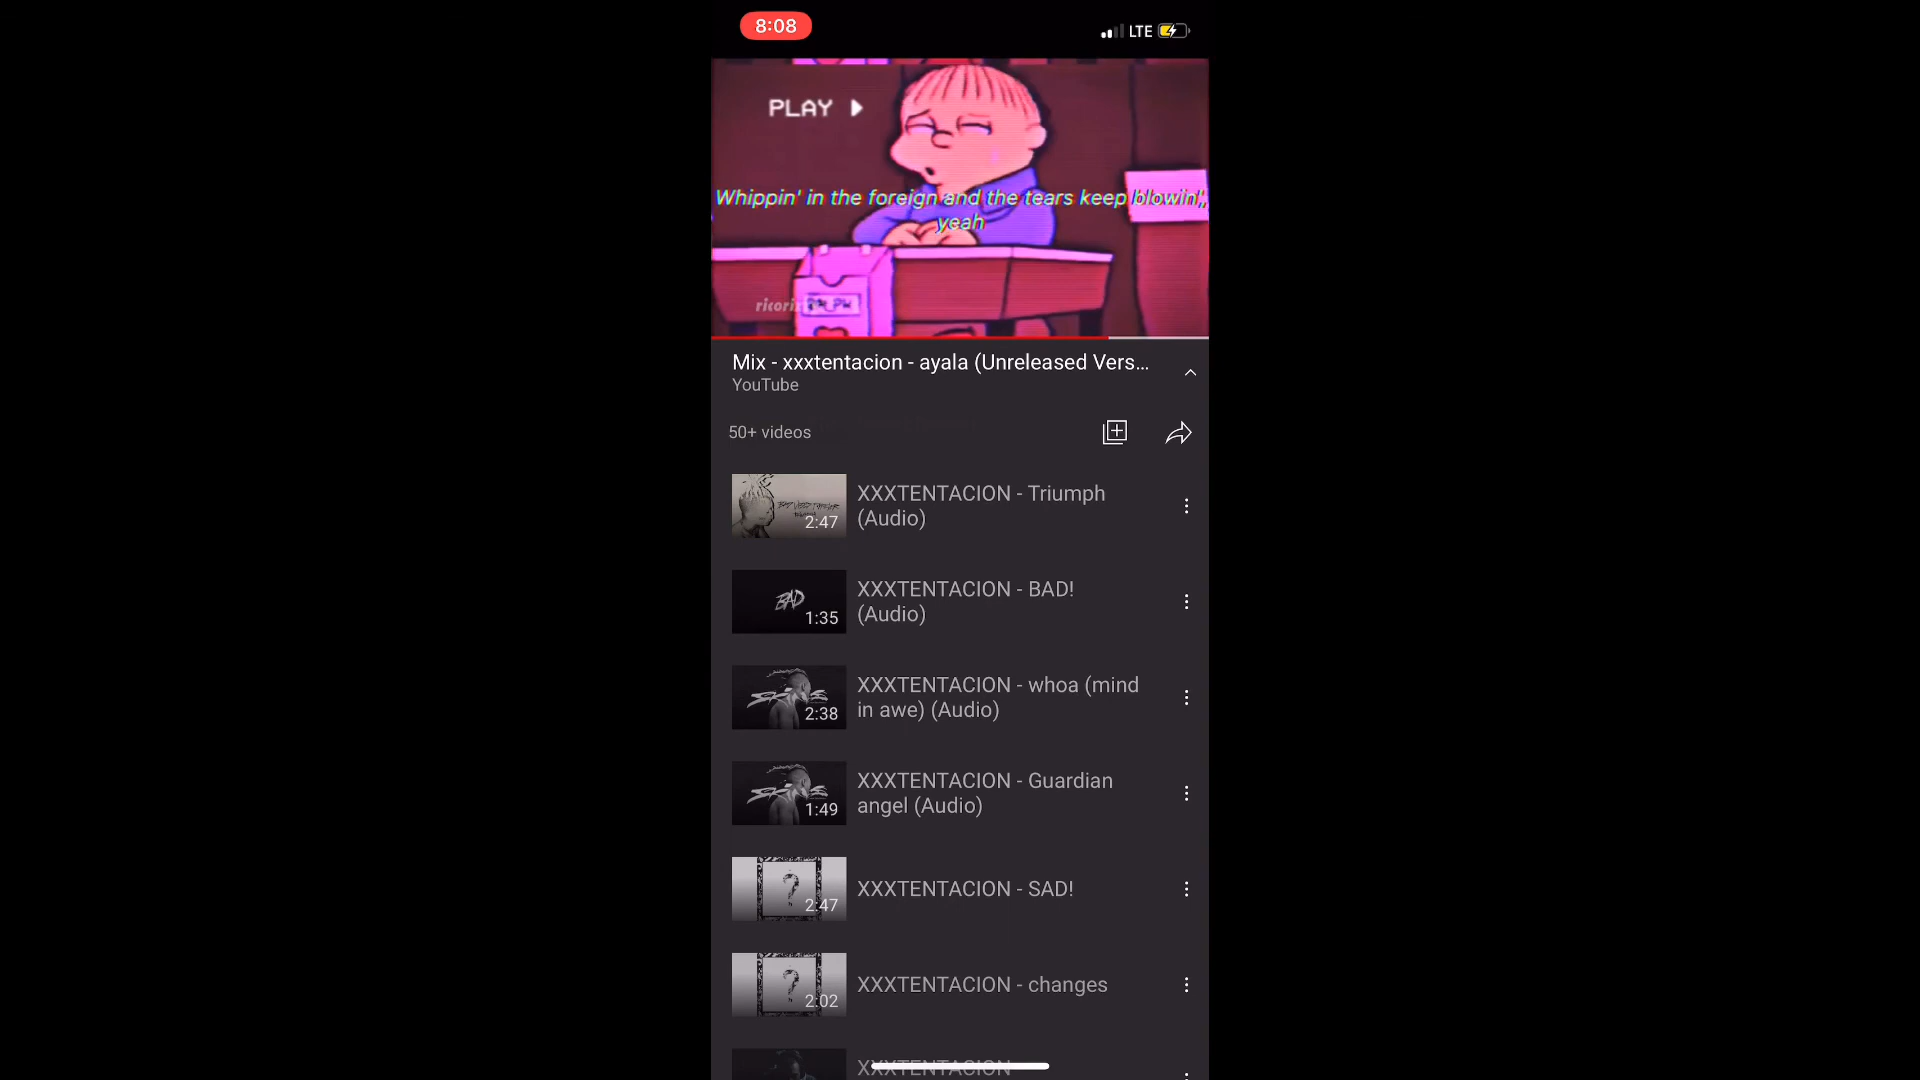 8:08
LTE
PLAY
Whippin' in the foreign and the tears keep blowin',
yeah
RALPH
Mix - xxxtentacion - ayala (Unreleased Vers...
YouTube
50+ videos
XXXTENTACION - Triumph
(Audio)
2:47
XXXTENTACION - BAD!
(Audio)
BAD
1:35
XXXTENTACION - whoa (mind
in awe) (Audio)
2:38
XXXTENTACION - Guardian
angel (Audio)
1:49
XXXTENTACION - SAD!
?
2:47
XXXTENTACION - changes
?
2:02
XXXTENTACION